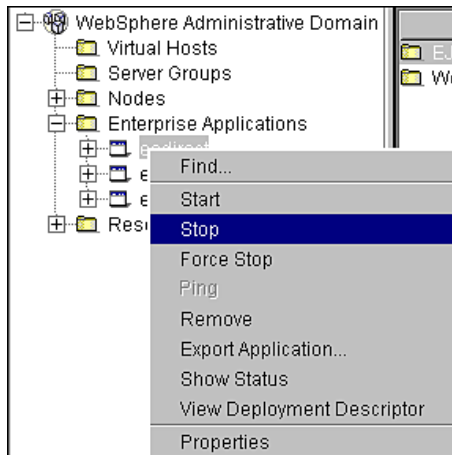 WebSphere Administrative Domain
Virtual Hosts
Server Groups
Nodes
Enterprise Applications
Find...
Start
Stop
Force Stop
Ping
Remove
Export Application...
Show Status
View Deployment Descriptor
Properties